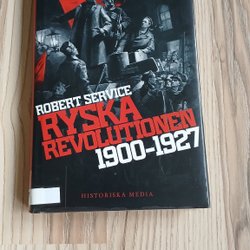 ROBERT SERVICE
RYSKA
REVOLUTIONEN
1900–1927
HISTORISKA MEDIA